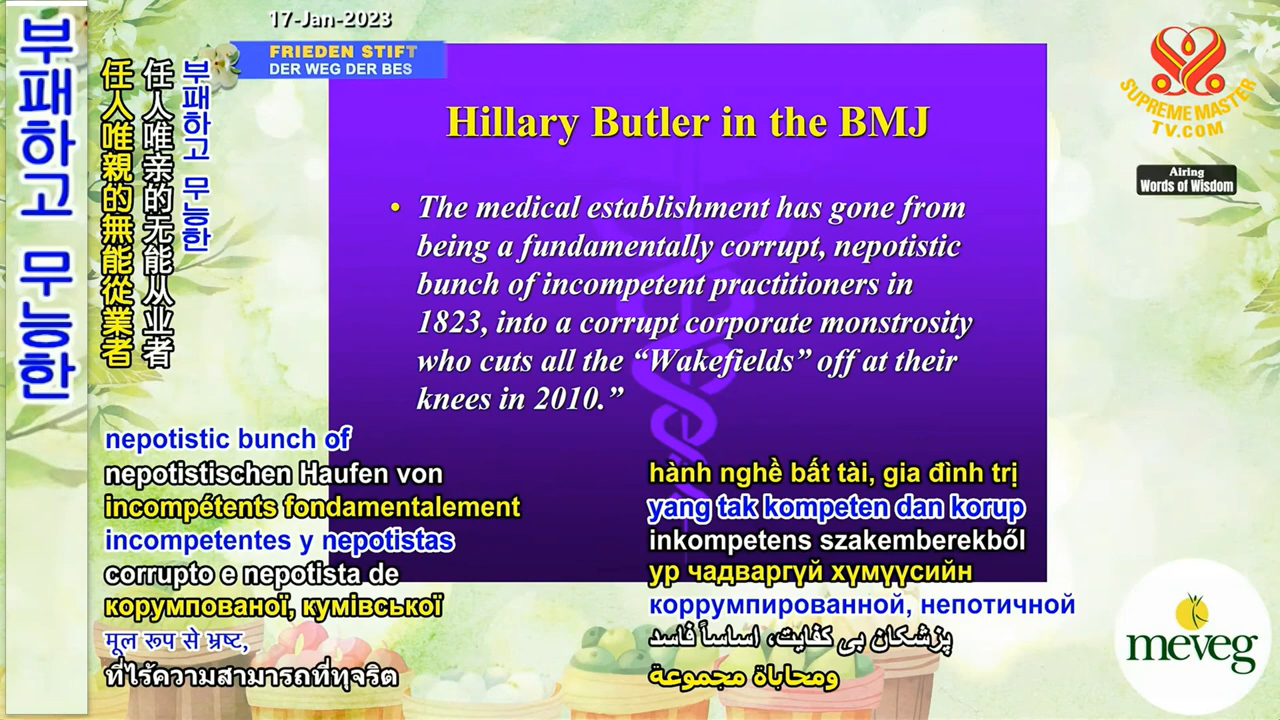 17-Jan-2023
FRIEDEN STIFT
DER WEG DER BES
SUPREME MASTER
TV.COM
Airing
Words of Wisdom
부패하고 무능한
任人唯親的無能從業者
任人唯亲的无能从业者
부패하고 무능한
Hillary Butler in the BMJ
• The medical establishment has gone from
being a fundamentally corrupt, nepotistic
bunch of incompetent practitioners in
1823, into a corrupt corporate monstrosity
who cuts all the “Wakefields” off at their
knees in 2010.”
nepotistic bunch of
nepotistischen Haufen von
incompétents fondamentalement
incompetentes y nepotistas
corrupto e nepotista de
корумпованої, кумівської
मूल रूप से भ्रष्ट,
ที่ไร้ความสามารถที่ทุจริต
hành nghề bất tài, gia đình trị
yang tak kompeten dan korup
inkompetens szakemberekből
ур чадваргүй хүмүүсийн
коррумпированной, непотичной
پزشکان بی کفایت، اساساً فاسد
ومحاباة مجموعة
meveg